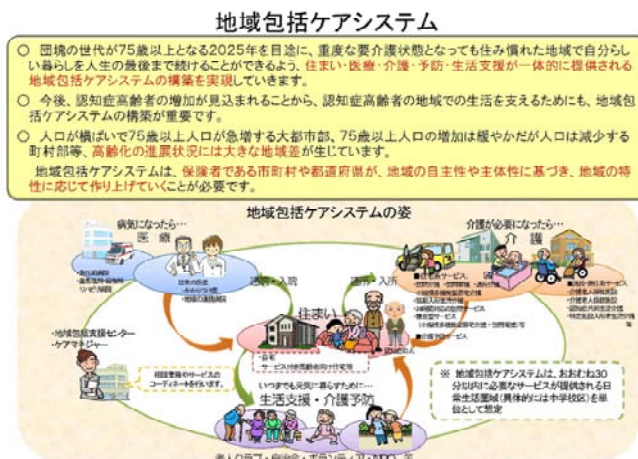 地域包括ケアシステム
○ 団塊の世代が75歳以上となる2025年を目途に、重度な要介護状態となっても住み慣れた地域で自分らし
い暮らしを人生の最後まで続けることができるよう、住まい・医療・介護・予防・生活支援が一体的に提供される
地域包括ケアシステムの構築を実現していきます。
○ 今後、認知症高齢者の増加が見込まれることから、認知症高齢者の地域での生活を支えるためにも、地域包
括ケアシステムの構築が重要です。
○ 人口が横ばいで75歳以上人口が急増する大都市部、75歳以上人口の増加は緩やかだが人口は減少する
町村部等、高齢化の進展状況には大きな地域差が生じています。
地域包括ケアシステムは、保険者である市町村や都道府県が、地域の自主性や主体性に基づき、地域の特
性に応じて作り上げていくことが必要です。
地域包括ケアシステムの姿
病気になったら…
医療
介護が必要になったら…
介護
通院・入院
通所・入所
住まい
・地域包括支援センター
・ケアマネジャー
相談業務やサービスの
コーディネートを行います。
・自宅
・サービス付き高齢者向け住宅等
■介護予防サービス
いつまでも元気に暮らすために…
生活支援・介護予防
※ 地域包括ケアシステムは、おおむね30
分以内に必要なサービスが提供される日
常生活圏域(具体的には中学校区)を単
位として想定
老人クラブ・自治会・ボランティア・NPO 等